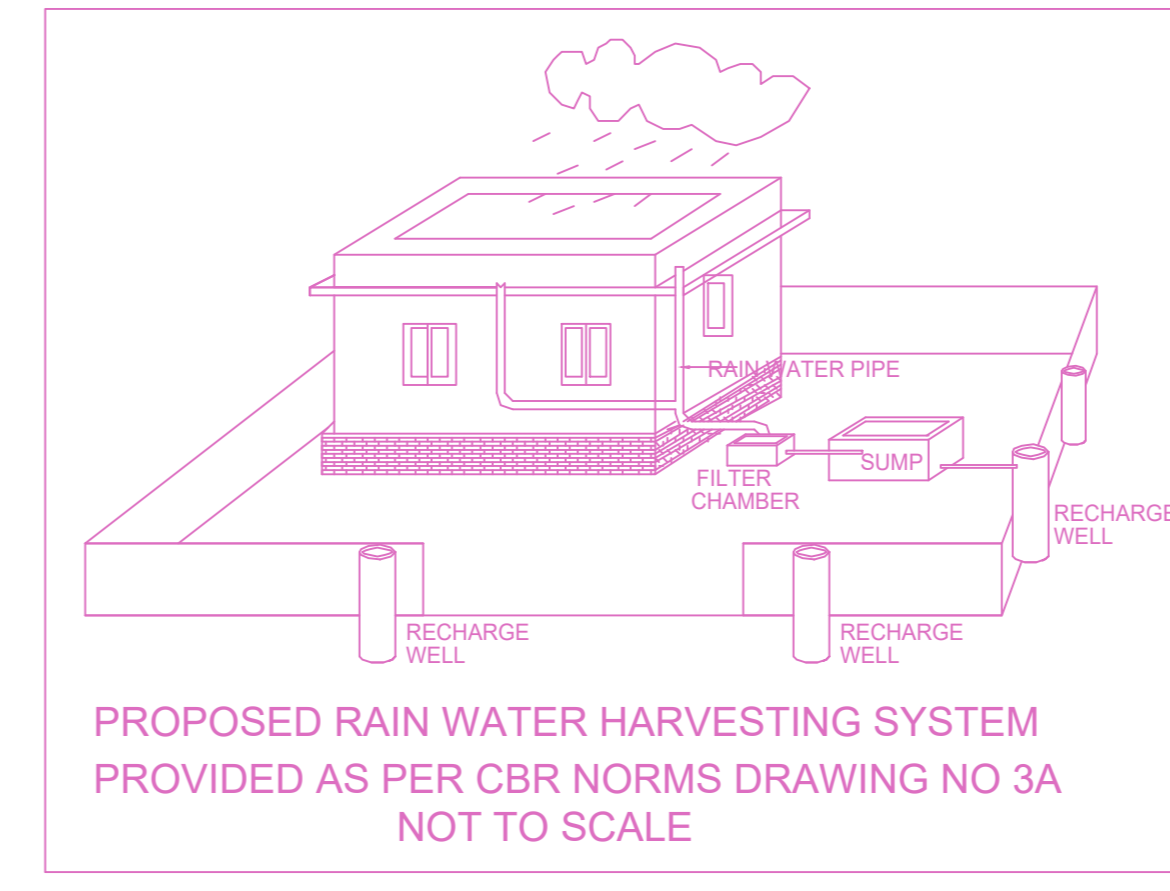 RAIN WATER PIPE
SUMP
FILTER
CHAMBER
RECHARGE
WELL
RECHARGE
WELL
RECHARGE
WELL
PROPOSED RAIN WATER HARVESTING SYSTEM
PROVIDED AS PER CBR NORMS DRAWING NO 3A
NOT TO SCALE